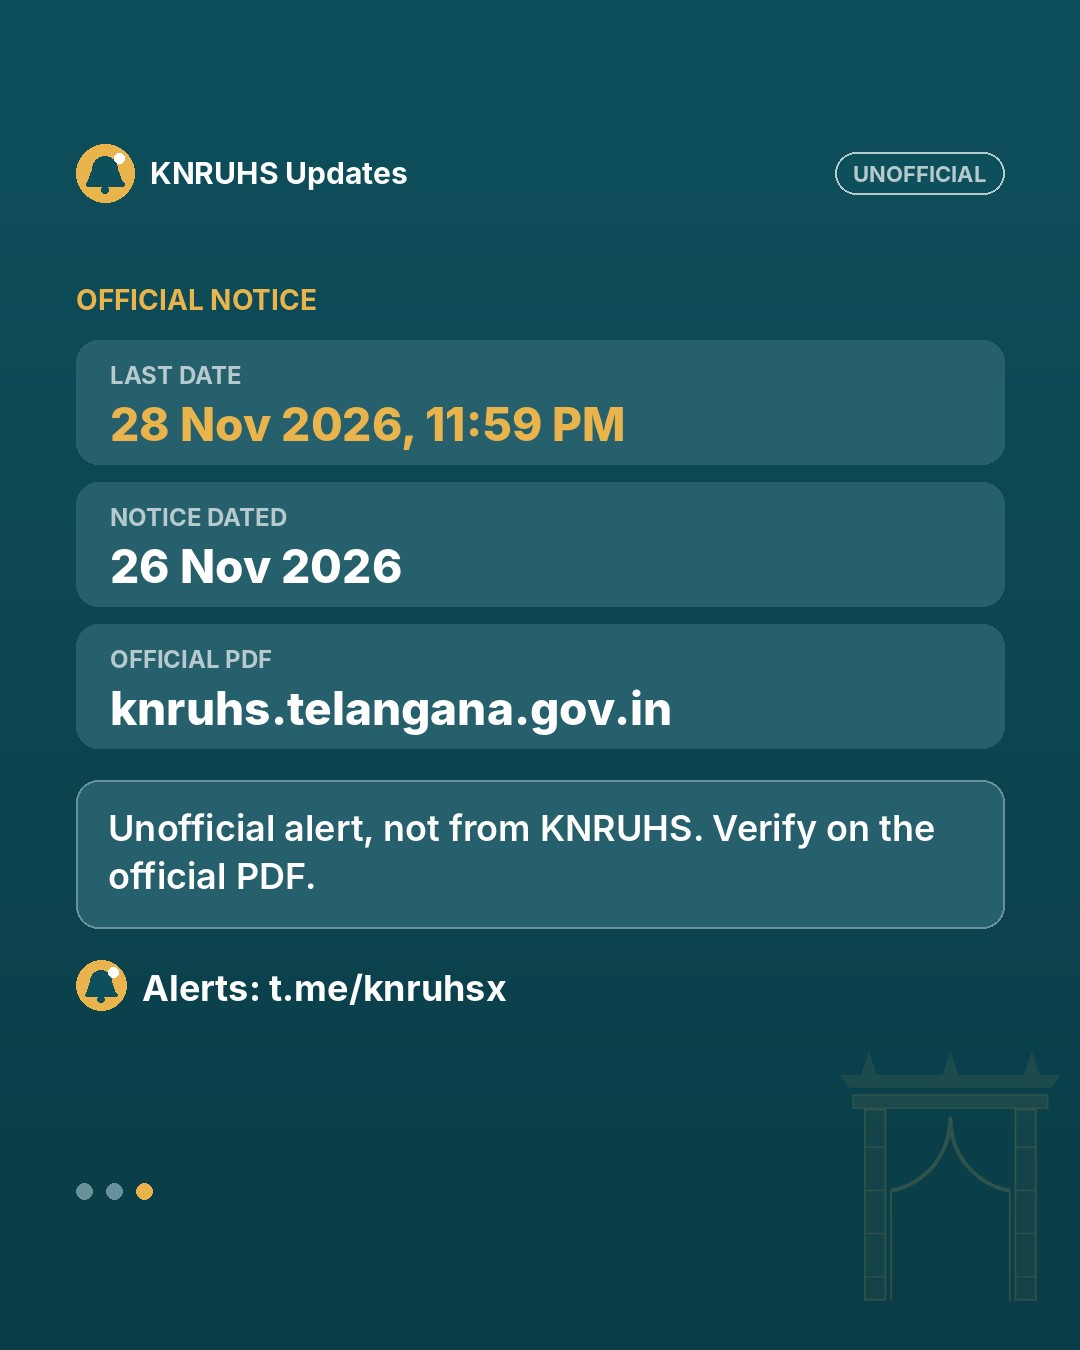 KNRUHS Updates
UNOFFICIAL
OFFICIAL NOTICE
LAST DATE
28 Nov 2026, 11:59 PM
NOTICE DATED
26 Nov 2026
OFFICIAL PDF
knruhs.telangana.gov.in
Unofficial alert, not from KNRUHS. Verify on the
official PDF.
Alerts: t.me/knruhsx